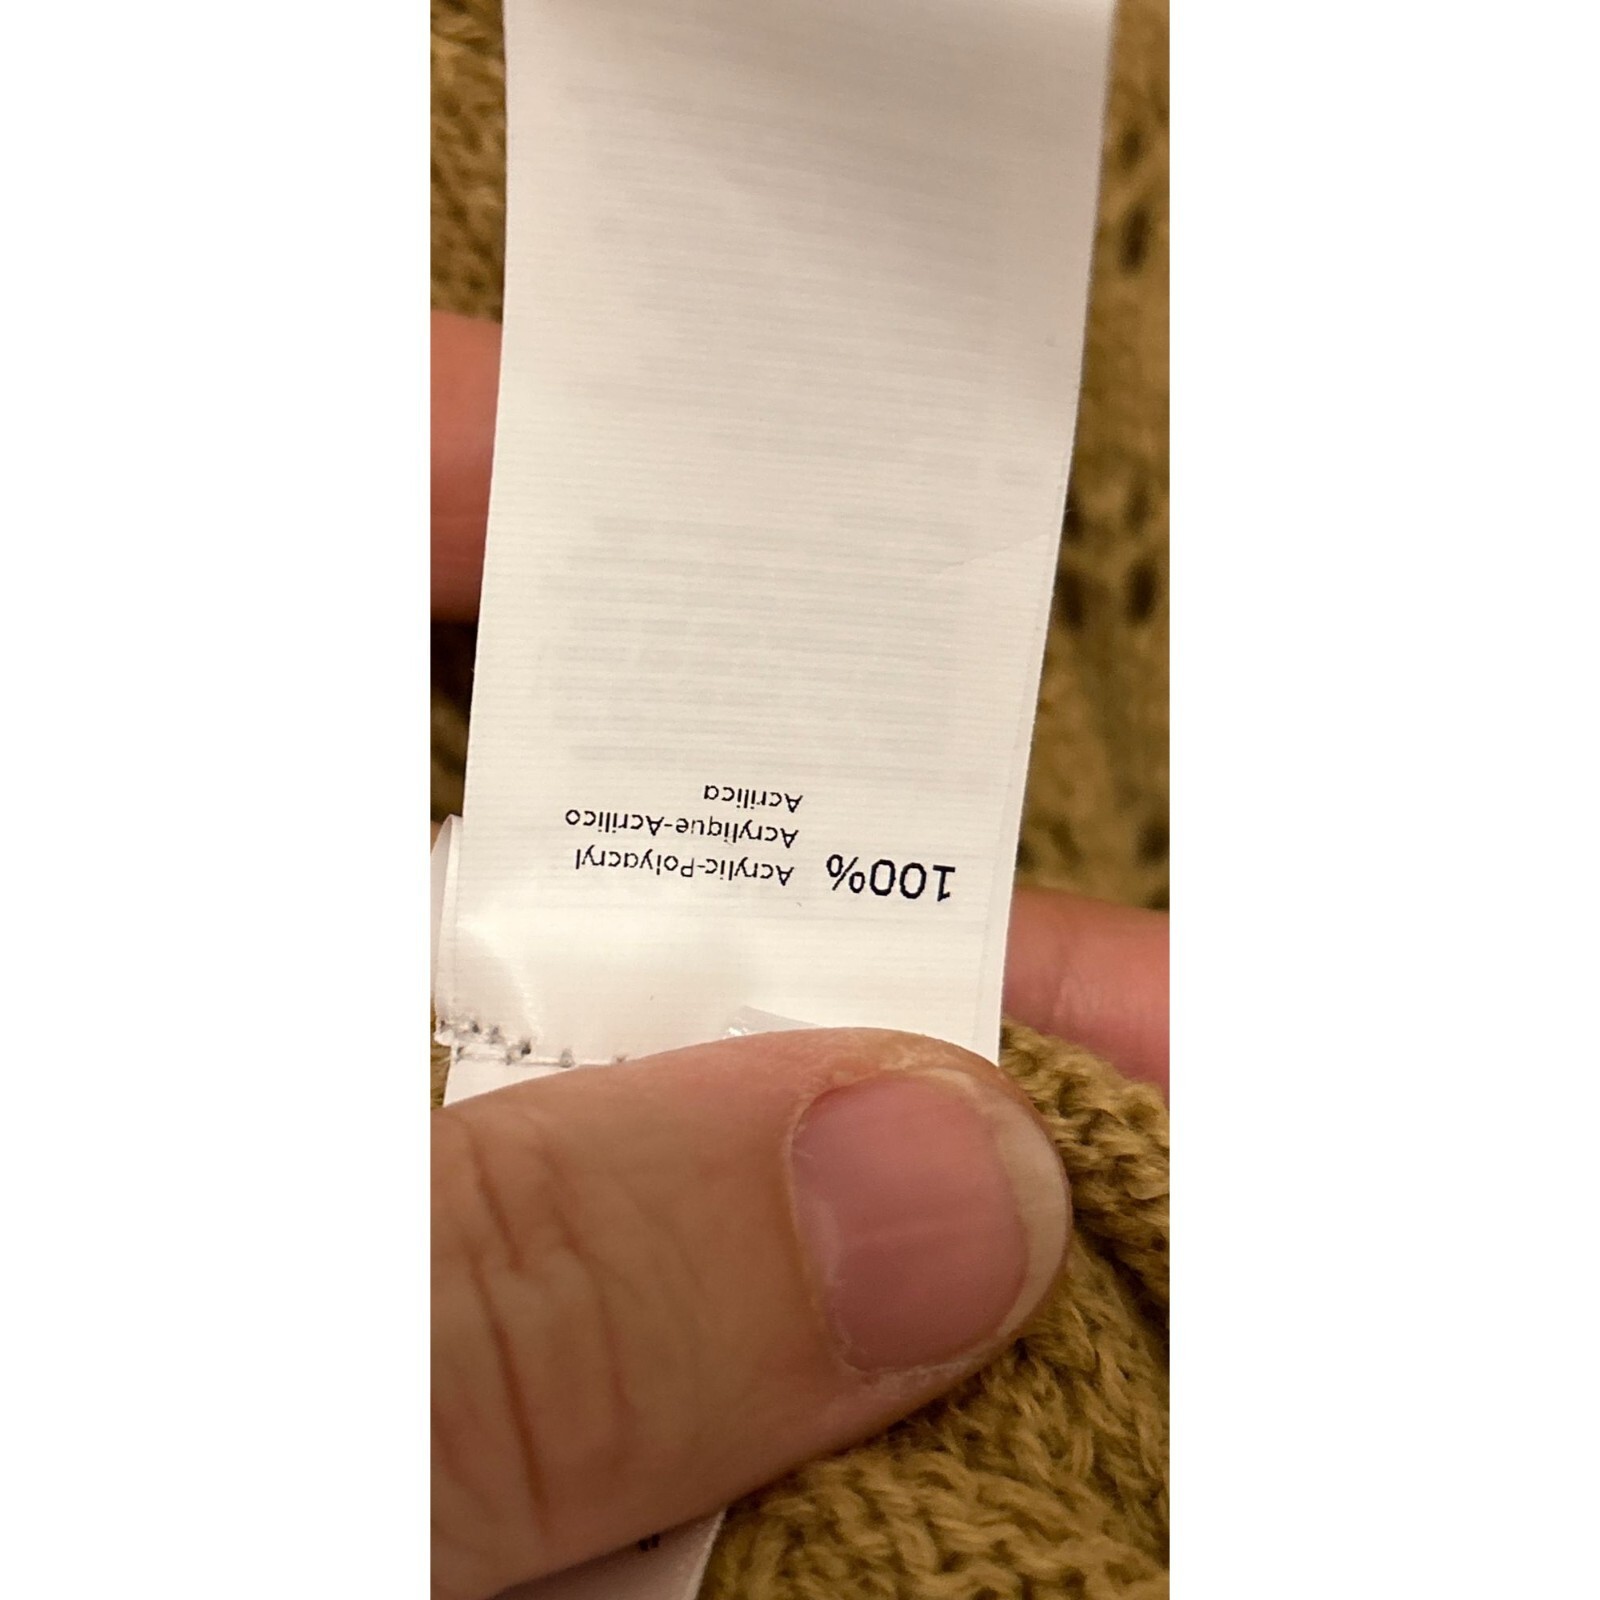 100% Acrylic-Polyacryl
Acrylique-Acrilico
Acrilica